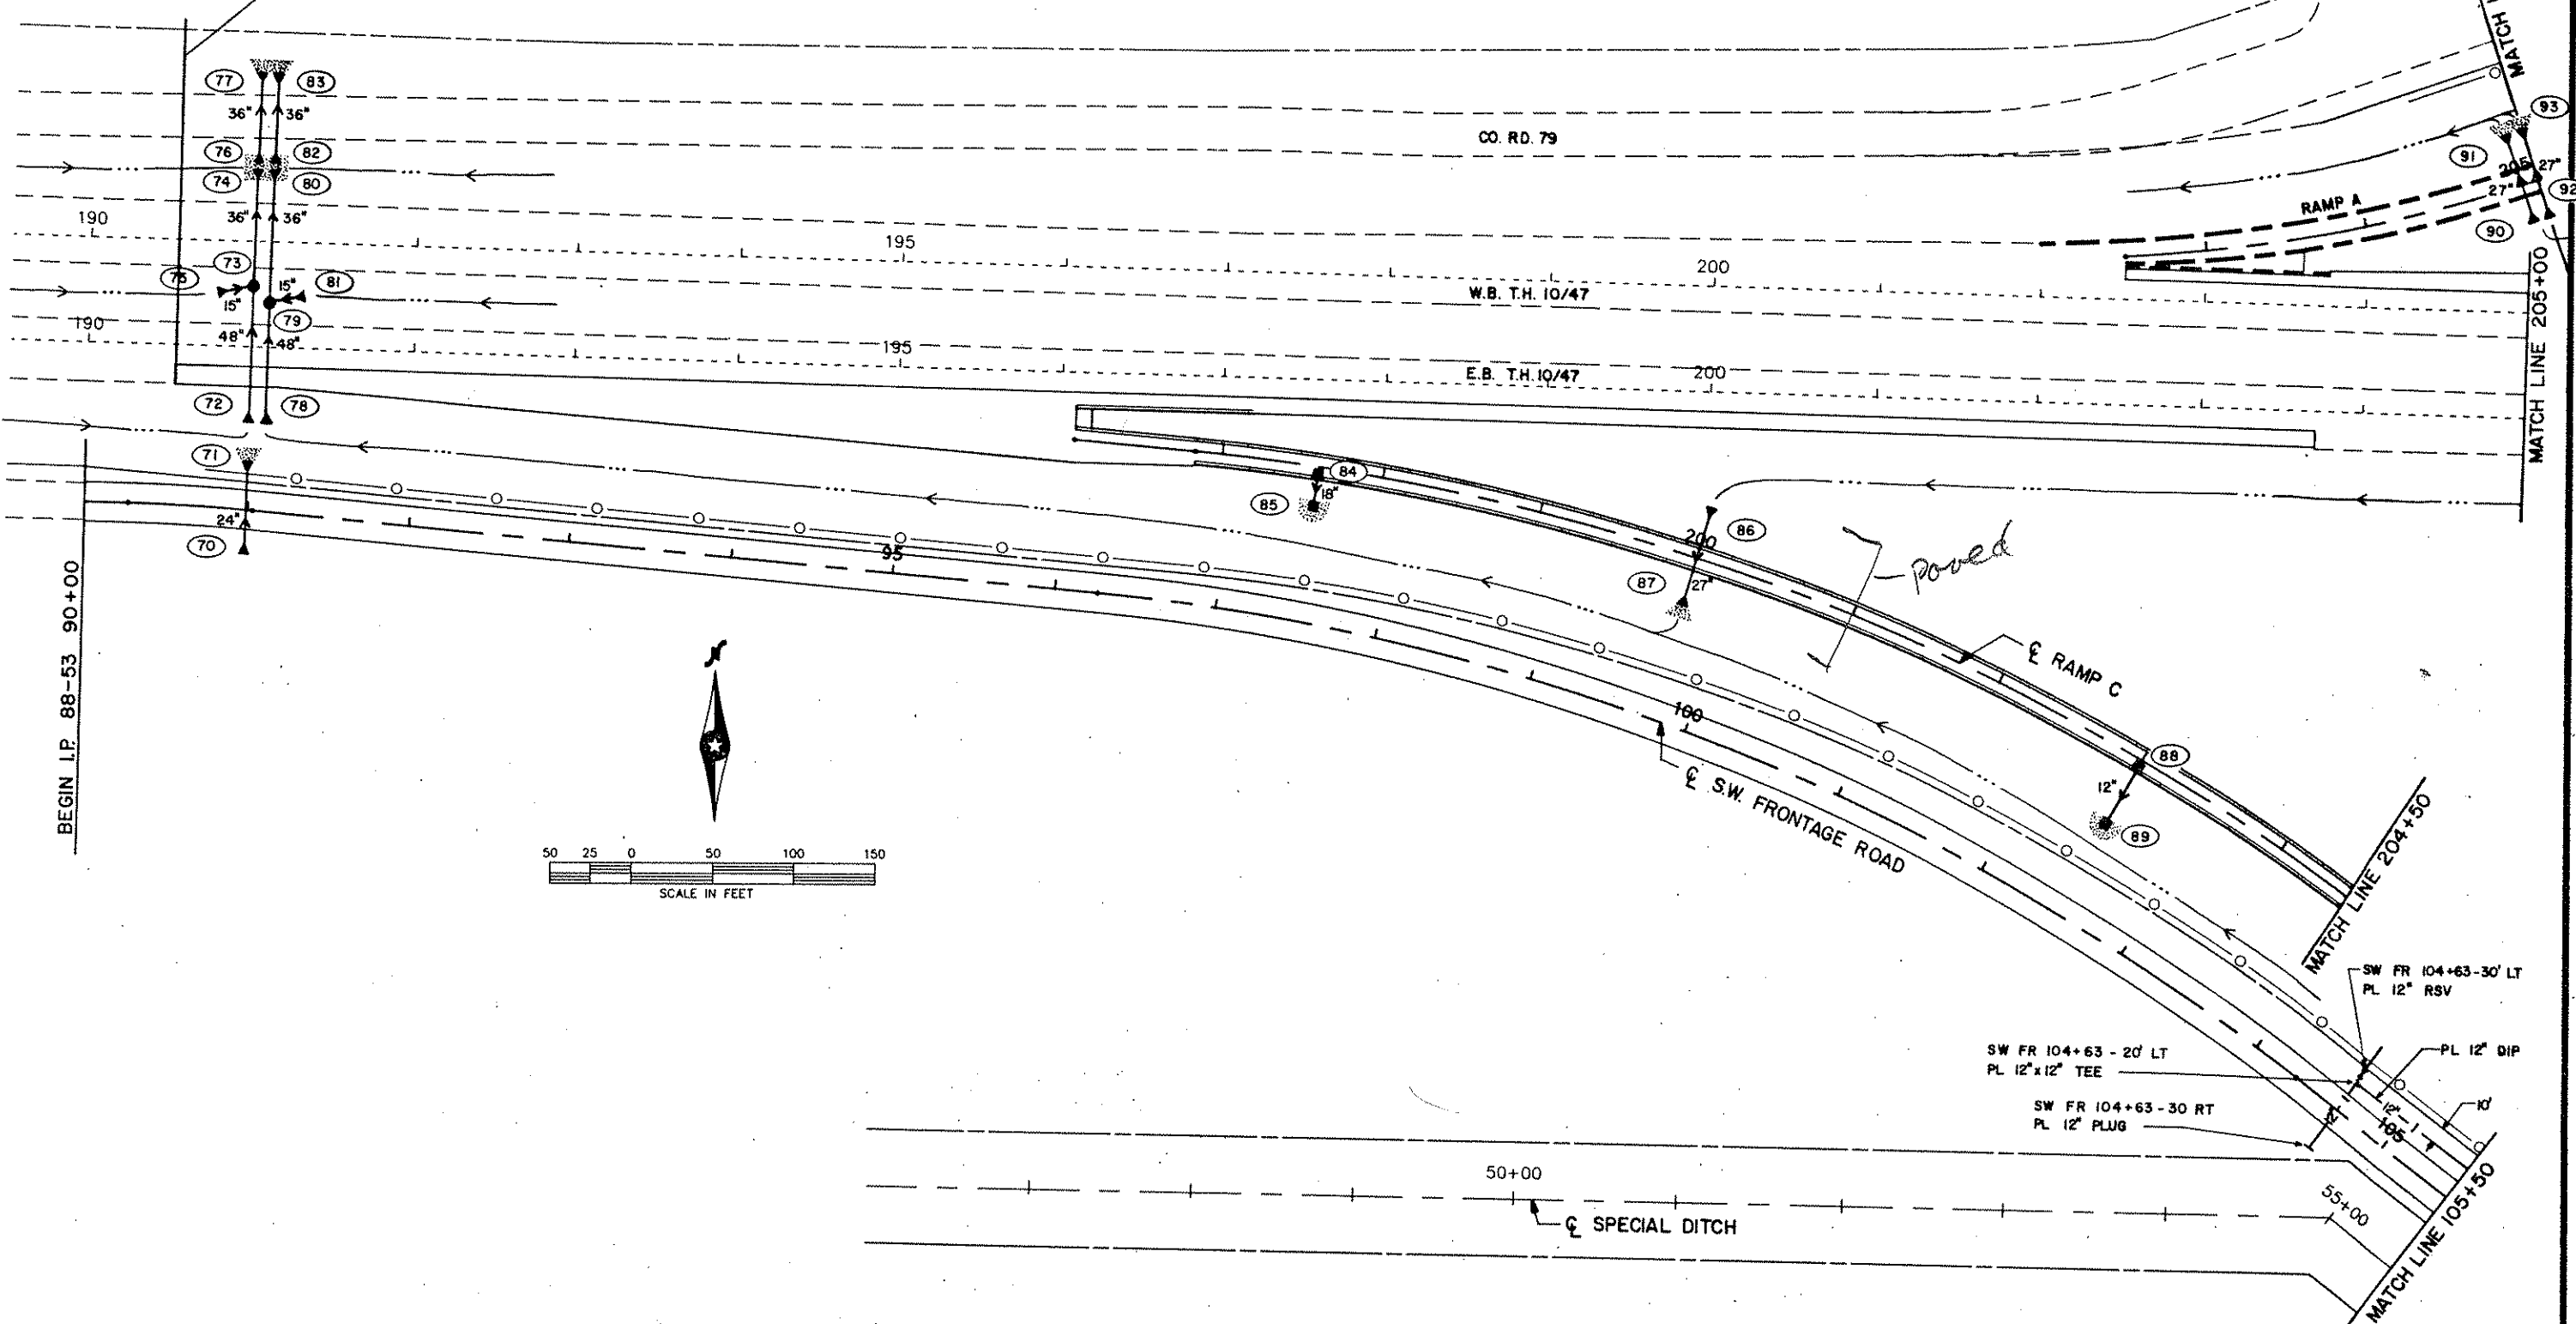 MATCH
77
83
36"
36"
76
82
74
80
CO. RD. 79
93
91
205
27"
27"
92
90
RAMP A
190
36"
36"
195
200
73
75
15"
15"
81
W.B. T.H. 10/47
79
190
48"
48"
195
E.B. T.H. 10/47
200
MATCH LINE 205+00
72
78
71
84
18"
85
86
200
87
27"
paved
24"
70
95
BEGIN I.P. 88-53 90+00
N
℄ RAMP C
100
℄ S.W. FRONTAGE ROAD
88
12"
89
MATCH LINE 204+50
50 25 0 50 100 150
SCALE IN FEET
SW FR 104+63-30' LT
PL 12" RSV
SW FR 104+63 - 20' LT
PL 12"x12" TEE
PL 12" DIP
SW FR 104+63-30 RT
PL 12" PLUG
12"
12"
105
10'
50+00
55+00
℄ SPECIAL DITCH
MATCH LINE 105+50